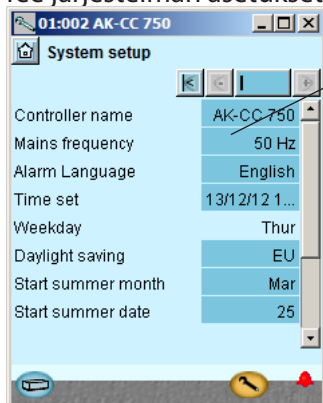 01:002 AK-CC 750
System setup
Controller name AK-CC 750
Mains frequency 50 Hz
Alarm Language English
Time set 13/12/12 1...
Weekday Thur
Daylight saving EU
Start summer month Mar
Start summer date 25